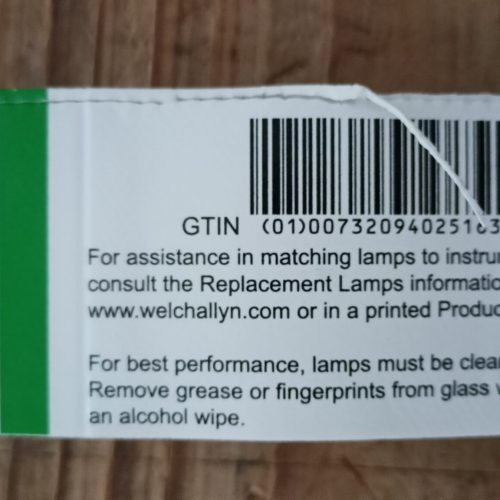 GTIN (01)00732094025163
For assistance in matching lamps to instru
consult the Replacement Lamps informatio
www.welchallyn.com or in a printed Produc
For best performance, lamps must be clea
Remove grease or fingerprints from glass
an alcohol wipe.